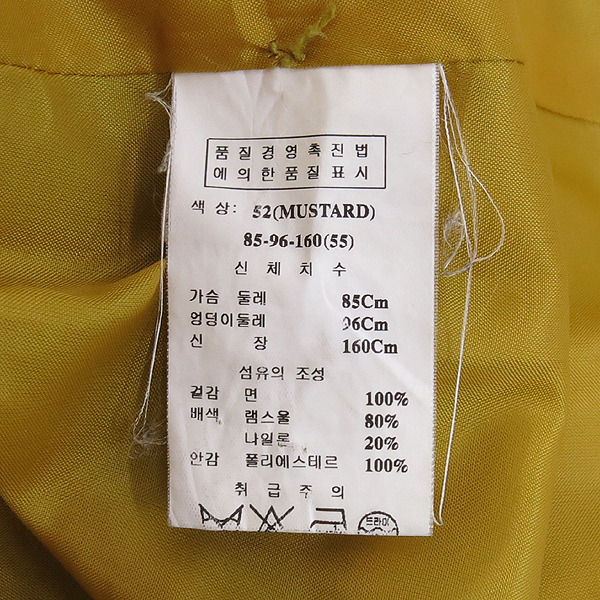 품질경영촉진법
에의한품질표시
색상: 52(MUSTARD)
85-96-160(55)
신체치수
가슴 둘레 85Cm
엉덩이둘레 96Cm
신 장 160Cm
섬유의 조성
겉감 면 100%
배색 램스울 80%
나일론 20%
안감 폴리에스테르 100%
취급주의
드라이